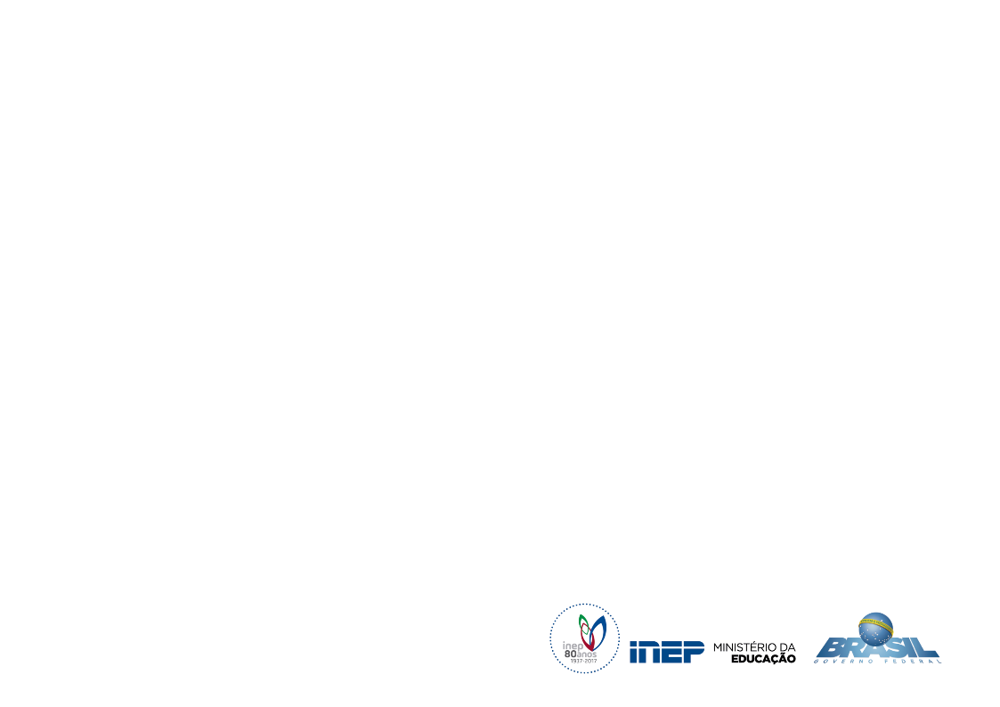 inep
80anos
1937-2017
inep
MINISTÉRIO DA
EDUCAÇÃO
BRASIL
GOVERNO FEDERAL